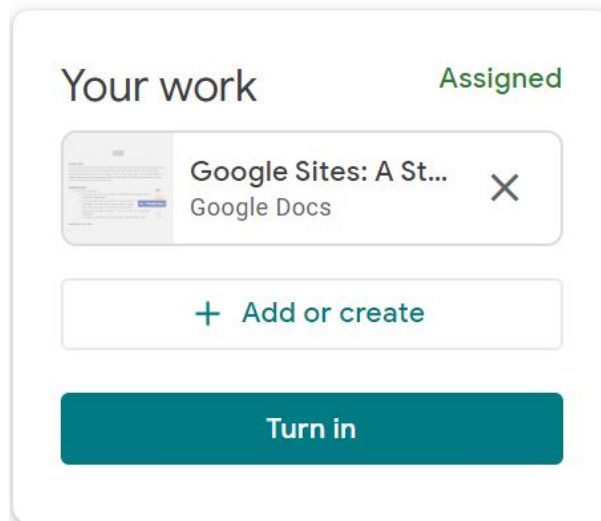 Your work
Assigned
Google Sites: A St...
Google Docs
+ Add or create
Turn in